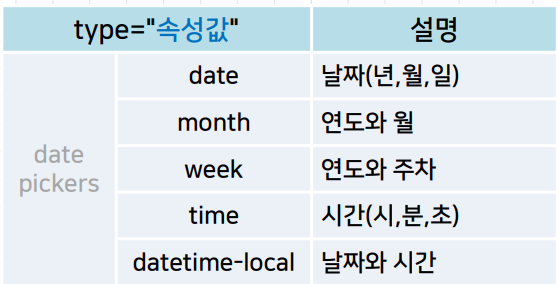 type="속성값" 설명
date pickers
date 날짜(년,월,일)
month 연도와 월
week 연도와 주차
time 시간(시,분,초)
datetime-local 날짜와 시간